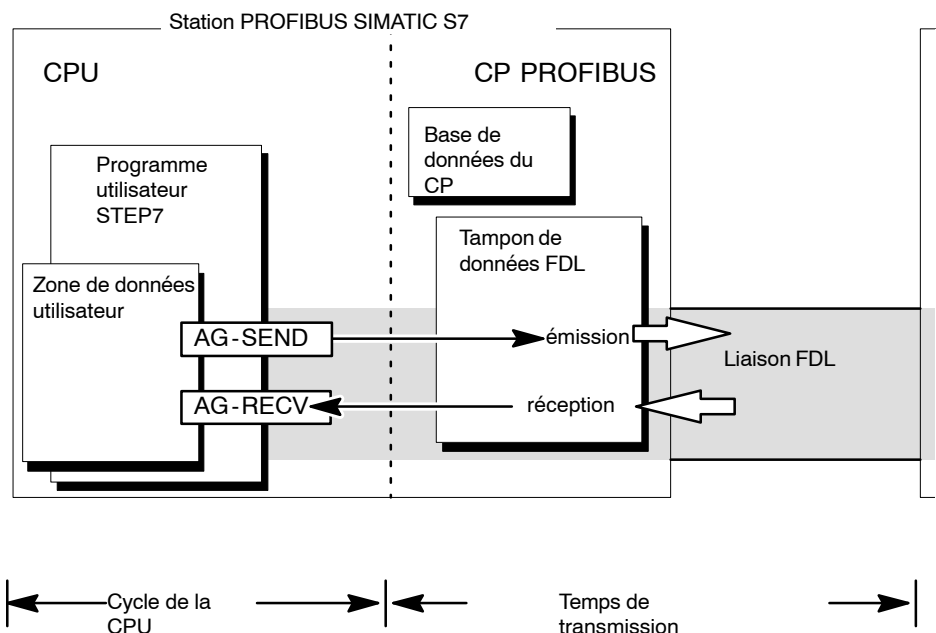 Station PROFIBUS SIMATIC S7
CPU
CP PROFIBUS
Base de
données du
CP
Programme
utilisateur
STEP7
Tampon de
données FDL
Zone de données
utilisateur
AG-SEND
émission
Liaison FDL
AG-RECV
réception
Cycle de la
CPU
Temps de
transmission